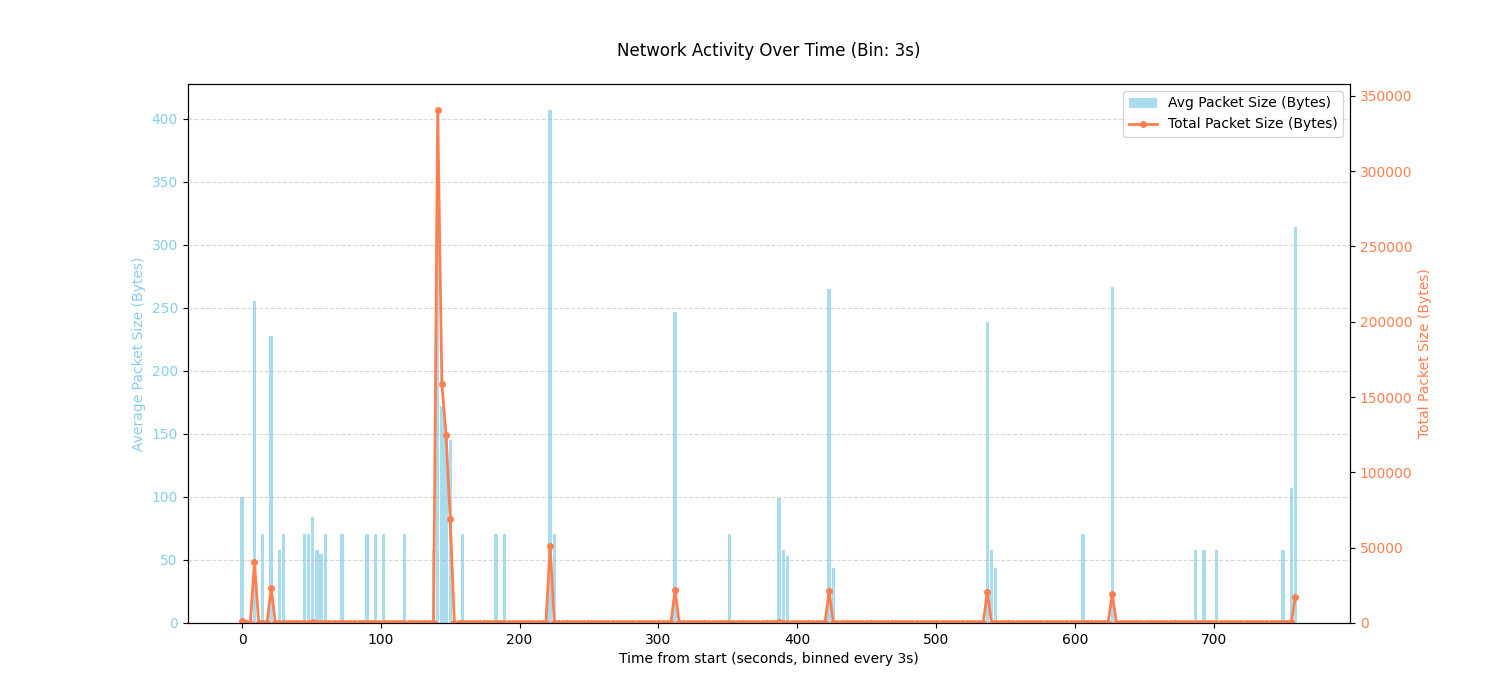 Network Activity Over Time (Bin: 3s)
Avg Packet Size (Bytes)
Total Packet Size (Bytes)
Average Packet Size (Bytes)
400
350
300
250
200
150
100
50
0
350000
300000
250000
200000
150000
100000
50000
0
Total Packet Size (Bytes)
0 100 200 300 400 500 600 700
Time from start (seconds, binned every 3s)